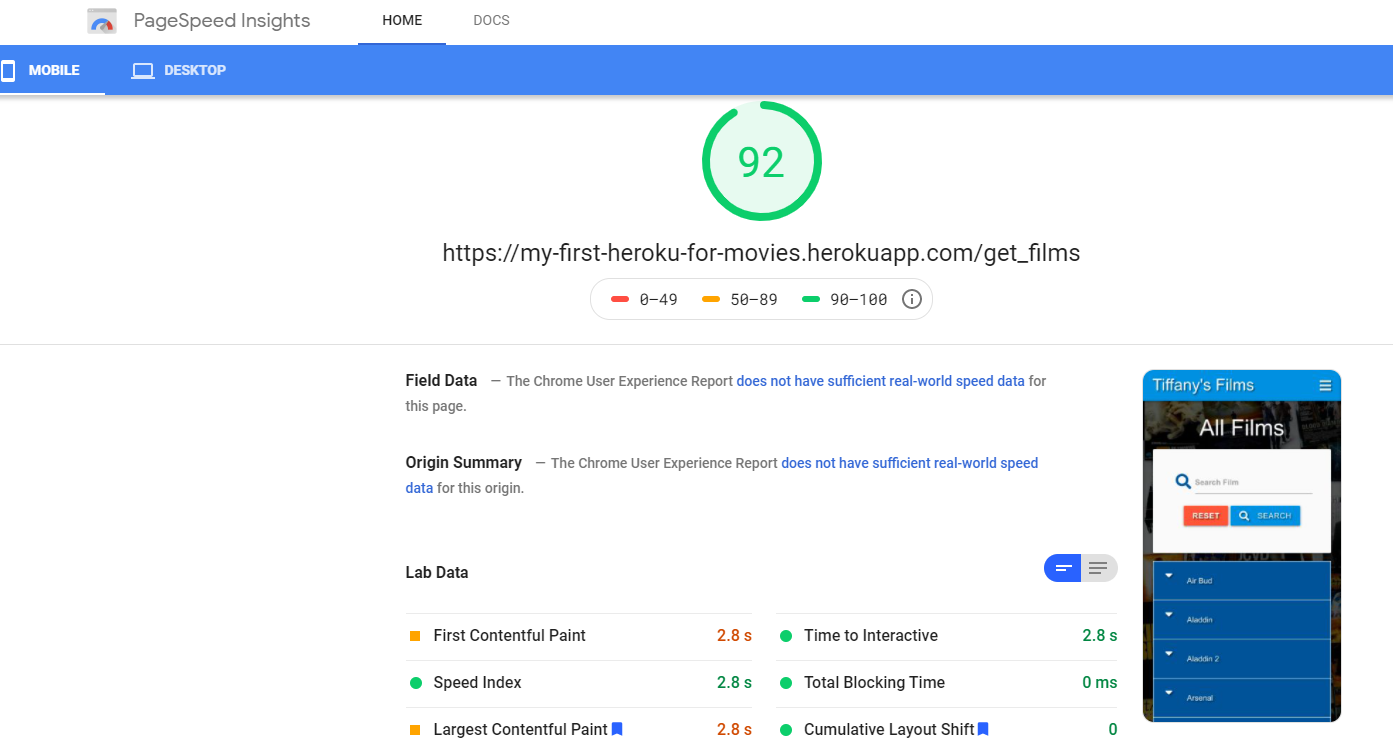 PageSpeed Insights
HOME
DOCS
MOBILE
DESKTOP
92
https://my-first-heroku-for-movies.herokuapp.com/get_films
0–49
50–89
90–100
Field Data — The Chrome User Experience Report does not have sufficient real-world speed data for
this page.
Origin Summary — The Chrome User Experience Report does not have sufficient real-world speed
data for this origin.
Lab Data
First Contentful Paint 2.8 s
Time to Interactive 2.8 s
Speed Index 2.8 s
Total Blocking Time 0 ms
Largest Contentful Paint 2.8 s
Cumulative Layout Shift 0
Tiffany's Films
All Films
Search Film
RESET
SEARCH
Air Bud
Aladdin
Aladdin 2
Arsenal